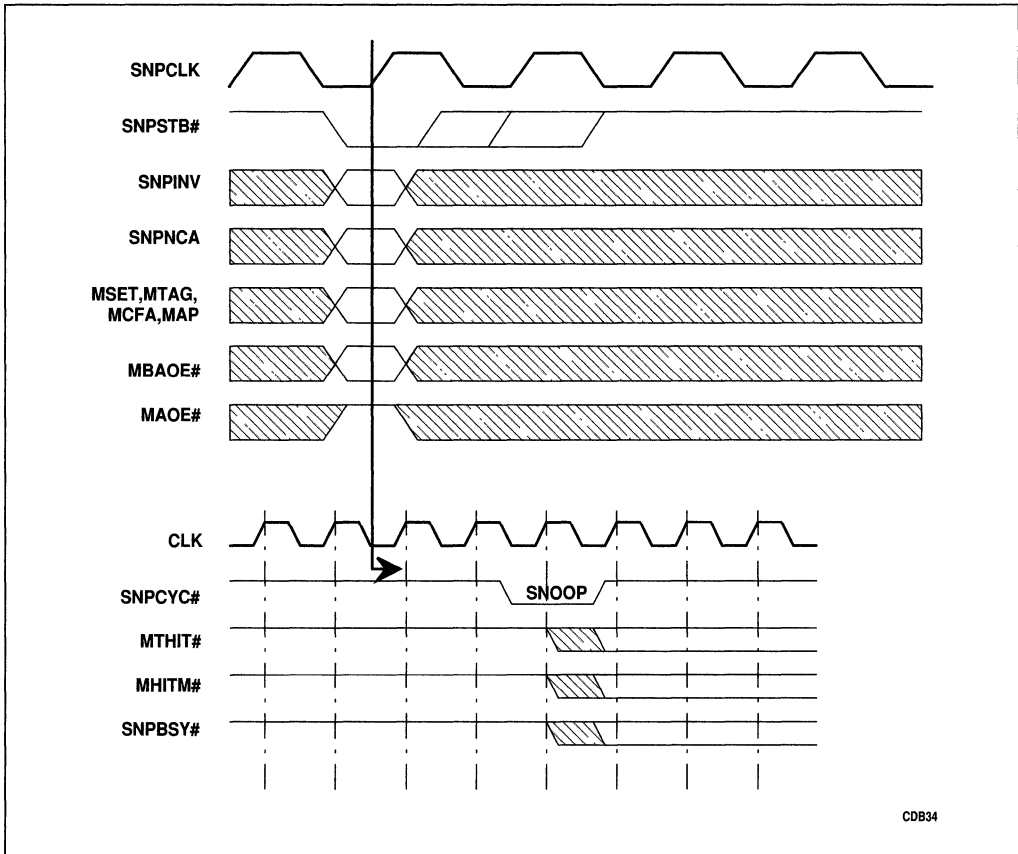 SNPCLK
SNPSTB#
SNPINV
SNPNCA
MSET,MTAG,
MCFA,MAP
MBAOE#
MAOE#
CLK
SNPCYC#
SNOOP
MTHIT#
MHITM#
SNPBSY#
CDB34